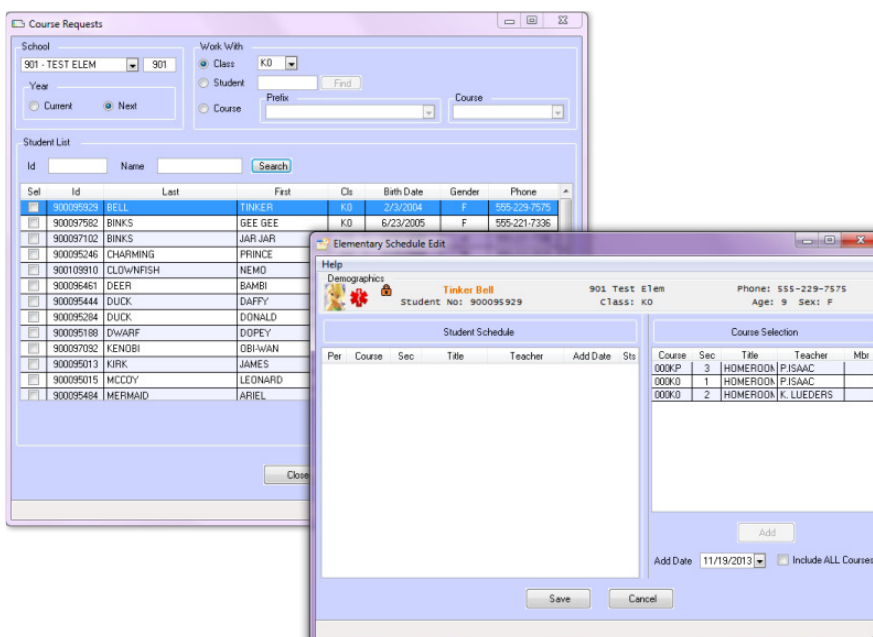 Course Requests
School
901 - TEST ELEM 901
Year
Current Next
Work With
Class K0
Student Find
Course Prefix Course
Student List
Id Name Search
Sel Id Last First Cls Birth Date Gender Phone
900095929 BELL TINKER K0 2/3/2004 F 555-229-7575
900097582 BINKS GEE GEE K0 6/23/2005 F 555-221-7336
900097102 BINKS JAR JAR
900095246 CHARMING PRINCE
900109910 CLOWNFISH NEMO
900096461 DEER BAMBI
900095444 DUCK DAFFY
900095284 DUCK DONALD
900095188 DWARF DOPEY
900097092 KENOBI OBI-WAN
900095013 KIRK JAMES
900095015 MCCOY LEONARD
900095484 MERMAID ARIEL
Close
Elementary Schedule Edit
Help
Demographics
Tinker Bell 901 Test Elem Phone: 555-229-7575
Student No: 900095929 Class: K0 Age: 9 Sex: F
Student Schedule
Per Course Sec Title Teacher Add Date Sts
Course Selection
Course Sec Title Teacher Mbr
000KP 3 HOMEROOM P.ISAAC
000K0 1 HOMEROOM P.ISAAC
000K0 2 HOMEROOM K. LUEDERS
Add
Add Date 11/19/2013 Include ALL Courses
Save Cancel